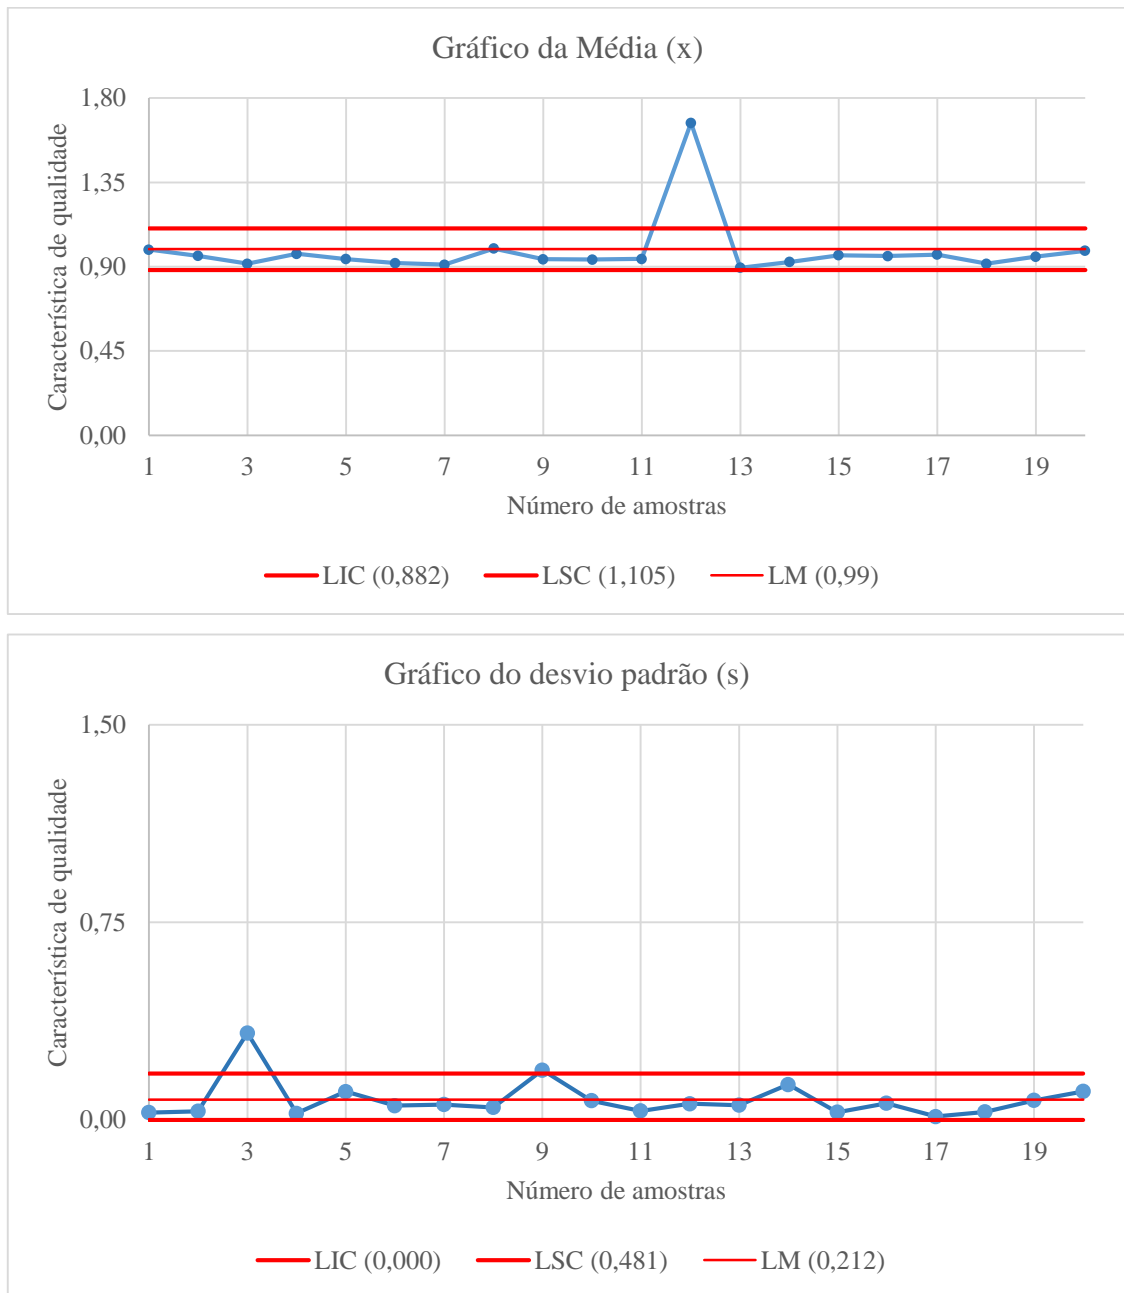 Gráfico da Média (x)
Característica de qualidade
1,80
1,35
0,90
0,45
0,00
1 3 5 7 9 11 13 15 17 19
Número de amostras
LIC (0,882) LSC (1,105) LM (0,99)
Gráfico do desvio padrão (s)
Característica de qualidade
1,50
0,75
0,00
1 3 5 7 9 11 13 15 17 19
Número de amostras
LIC (0,000) LSC (0,481) LM (0,212)